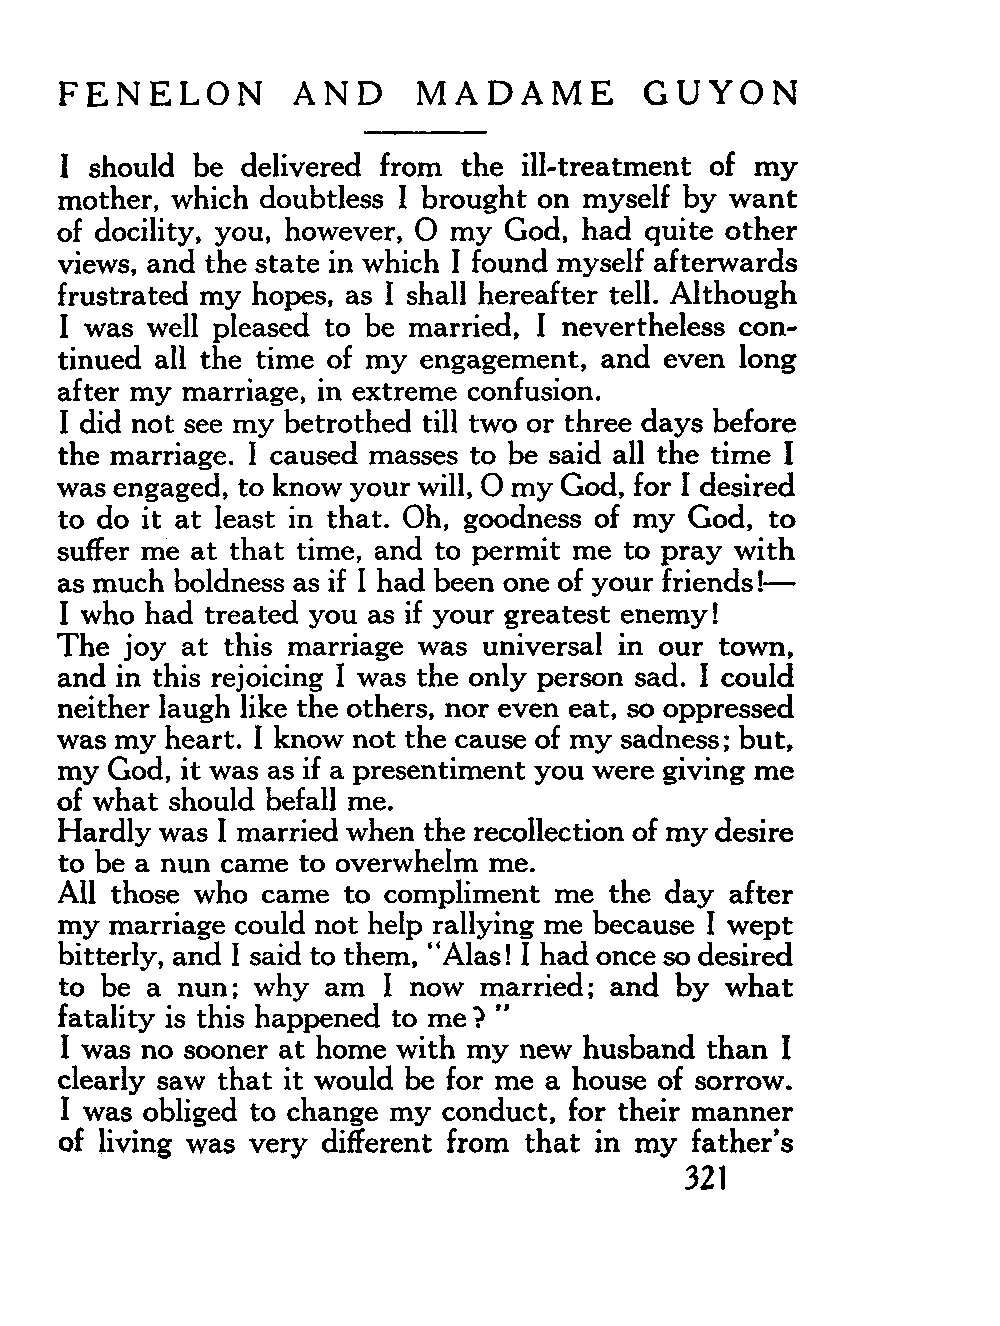 FENELON AND MADAME GUYON
I should be delivered from the ill-treatment of my
mother, which doubtless I brought on myself by want
of docility, you, however, O my God, had quite other
views, and the state in which I found myself afterwards
frustrated my hopes, as I shall hereafter tell. Although
I was well pleased to be married, I nevertheless con-
tinued all the time of my engagement, and even long
after my marriage, in extreme confusion.
I did not see my betrothed till two or three days before
the marriage. I caused masses to be said all the time I
was engaged, to know your will, O my God, for I desired
to do it at least in that. Oh, goodness of my God, to
suffer me at that time, and to permit me to pray with
as much boldness as if I had been one of your friends!—
I who had treated you as if your greatest enemy!
The joy at this marriage was universal in our town,
and in this rejoicing I was the only person sad. I could
neither laugh like the others, nor even eat, so oppressed
was my heart. I know not the cause of my sadness; but,
my God, it was as if a presentiment you were giving me
of what should befall me.
Hardly was I married when the recollection of my desire
to be a nun came to overwhelm me.
All those who came to compliment me the day after
my marriage could not help rallying me because I wept
bitterly, and I said to them, "Alas! I had once so desired
to be a nun; why am I now married; and by what
fatality is this happened to me? "
I was no sooner at home with my new husband than I
clearly saw that it would be for me a house of sorrow.
I was obliged to change my conduct, for their manner
of living was very different from that in my father's
321